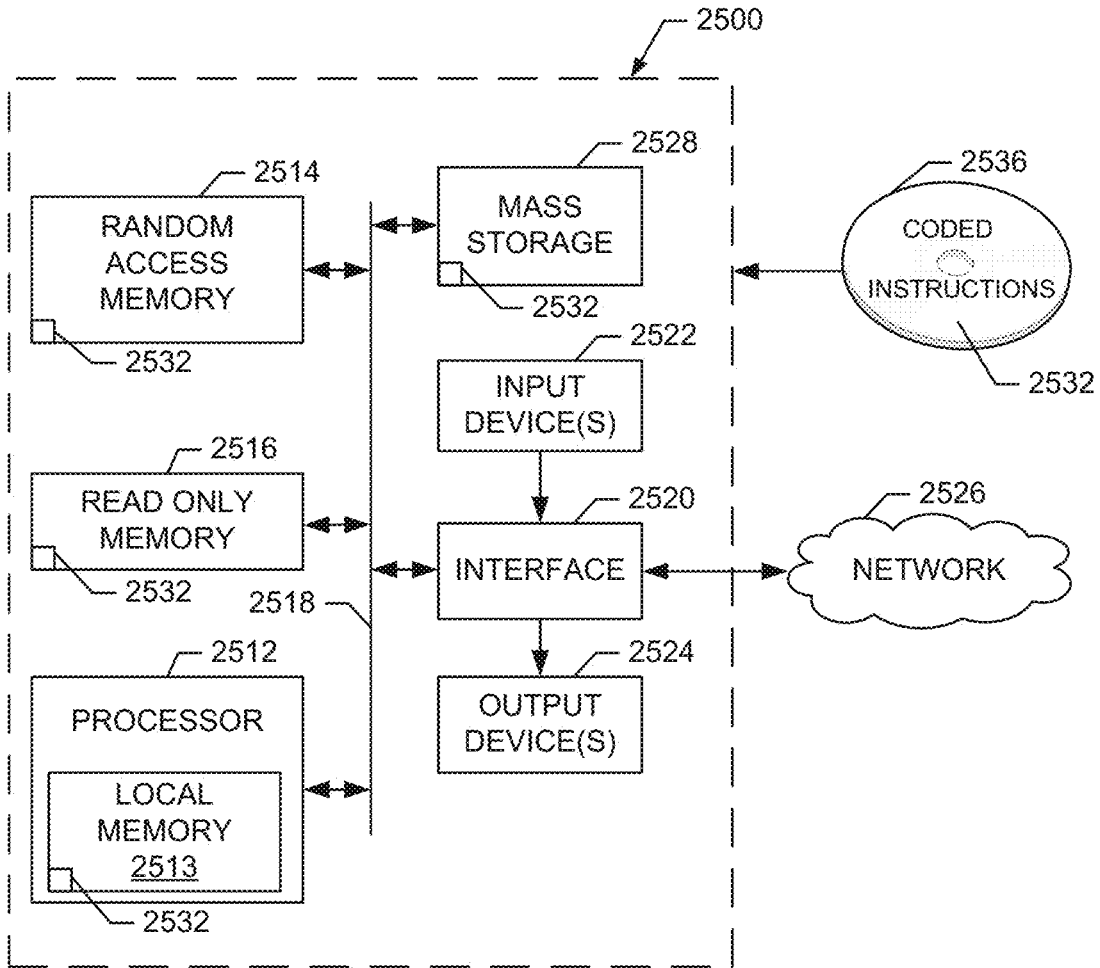 2500
2514
RANDOM
ACCESS
MEMORY
2532
2528
MASS
STORAGE
2532
2536
CODED
INSTRUCTIONS
2532
2522
INPUT
DEVICE(S)
2516
READ ONLY
MEMORY
2532
2520
INTERFACE
2526
NETWORK
2518
2512
PROCESSOR
LOCAL
MEMORY
2513
2532
2524
OUTPUT
DEVICE(S)